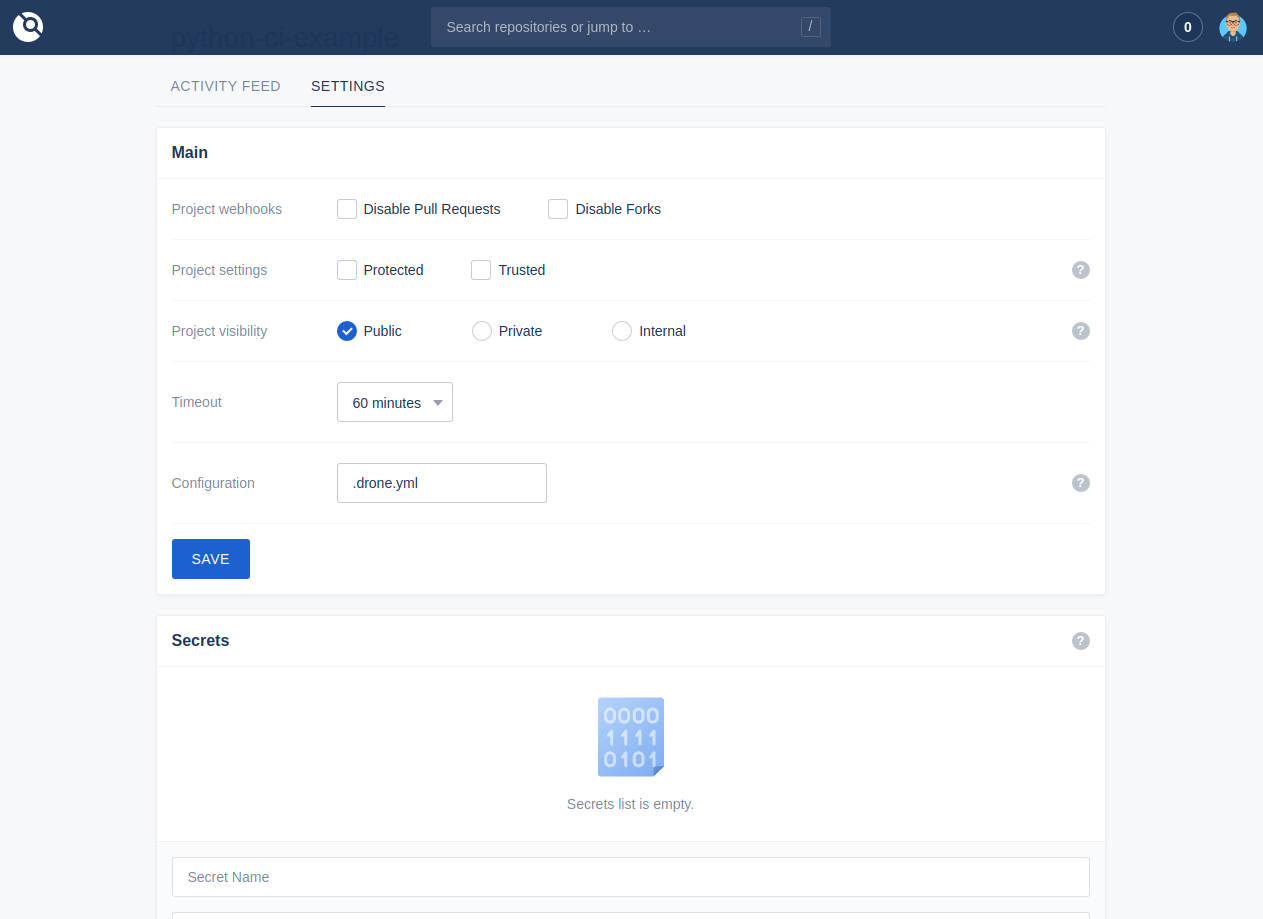 python-ci-example
Search repositories or jump to …
/
0
ACTIVITY FEED
SETTINGS
Main
Project webhooks
Disable Pull Requests
Disable Forks
Project settings
Protected
Trusted
?
Project visibility
Public
Private
Internal
?
Timeout
60 minutes
Configuration
.drone.yml
?
SAVE
Secrets
?
0000
1111
0101
Secrets list is empty.
Secret Name